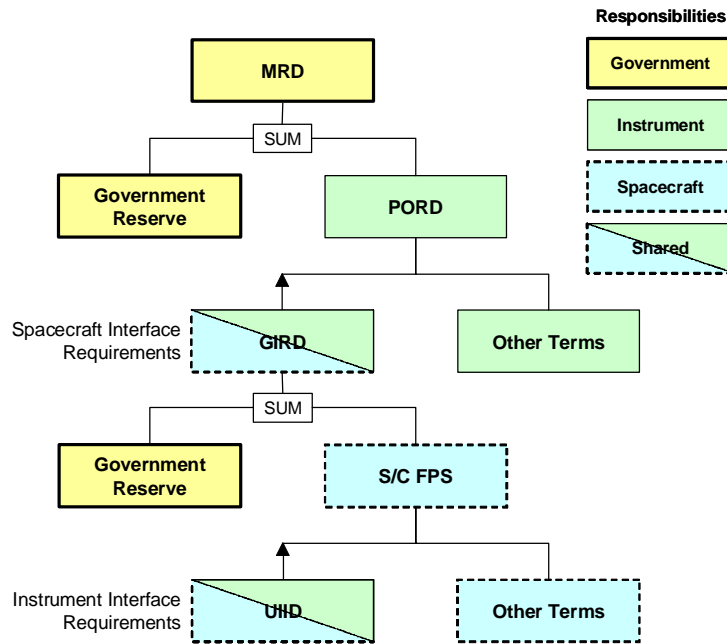 Responsibilities
Government
Instrument
Spacecraft
Shared
MRD
SUM
Government
Reserve
PORD
Spacecraft Interface
Requirements
GIRD
Other Terms
SUM
Government
Reserve
S/C FPS
Instrument Interface
Requirements
UIID
Other Terms